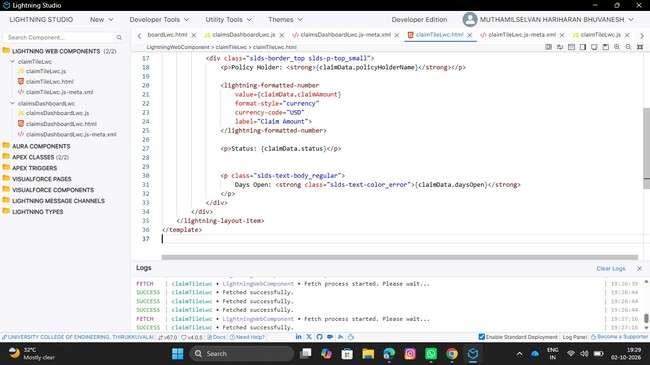 Lightning Studio
LIGHTNING STUDIO New Developer Tools Utility Tools Themes Developer Edition MUTHAMILSELVAN HARIHARAN BHUVANESH
Search Component...
boardLwc.html claimsDashboardLwc.js claimsDashboardLwc.js-meta.xml claimTileLwc.html claimTileLwc.js-meta.xml claimTileLwc.js
LightningWebComponent > claimTileLwc > claimTileLwc.html
LIGHTNING WEB COMPONENTS (2/2)
claimTileLwc
claimTileLwc.js
claimTileLwc.html
claimTileLwc.js-meta.xml
claimsDashboardLwc
claimsDashboardLwc.js
claimsDashboardLwc.html
claimsDashboardLwc.js-meta.xml
AURA COMPONENTS
APEX CLASSES (2/2)
APEX TRIGGERS
VISUALFORCE PAGES
VISUALFORCE COMPONENTS
LIGHTNING MESSAGE CHANNELS
LIGHTNING TYPES
17 <div class="slds-border_top slds-p-top_small">
18 <p>Policy Holder: <strong>{claimData.policyHolderName}</strong></p>
19
20 <lightning-formatted-number
21 value={claimData.claimAmount}
22 format-style="currency"
23 currency-code="USD"
24 label="Claim Amount">
25 </lightning-formatted-number>
26
27 <p>Status: {claimData.status}</p>
28
29
30 <p class="slds-text-body_regular">
31 Days Open: <strong class="slds-text-color_error">{claimData.daysOpen}</strong>
32 </p>
33 </div>
34 </div>
35 </lightning-layout-item>
36 </template>
37
Logs Clear Logs
FETCH | claimTileLwc • LightningWebComponent • Fetch process started. Please wait... | 19:26:39
SUCCESS | claimTileLwc • Fetched successfully. | 19:26:44
SUCCESS | claimTileLwc • Fetched successfully. | 19:26:44
SUCCESS | claimTileLwc • Fetched successfully. | 19:26:44
FETCH | claimTileLwc • LightningWebComponent • Fetch process started. Please wait... | 19:27:16
SUCCESS | claimTileLwc • Fetched successfully. | 19:27:18
UNIVERSITY COLLEGE OF ENGINEERING, THIRUKKUVALAI v67.0 v4.0.5 Docs Need Help? Enable Standard Deployment Log Panel Become a Supporter
32°C
Mostly clear
Search
ENG
IN
19:29
02-10-2026